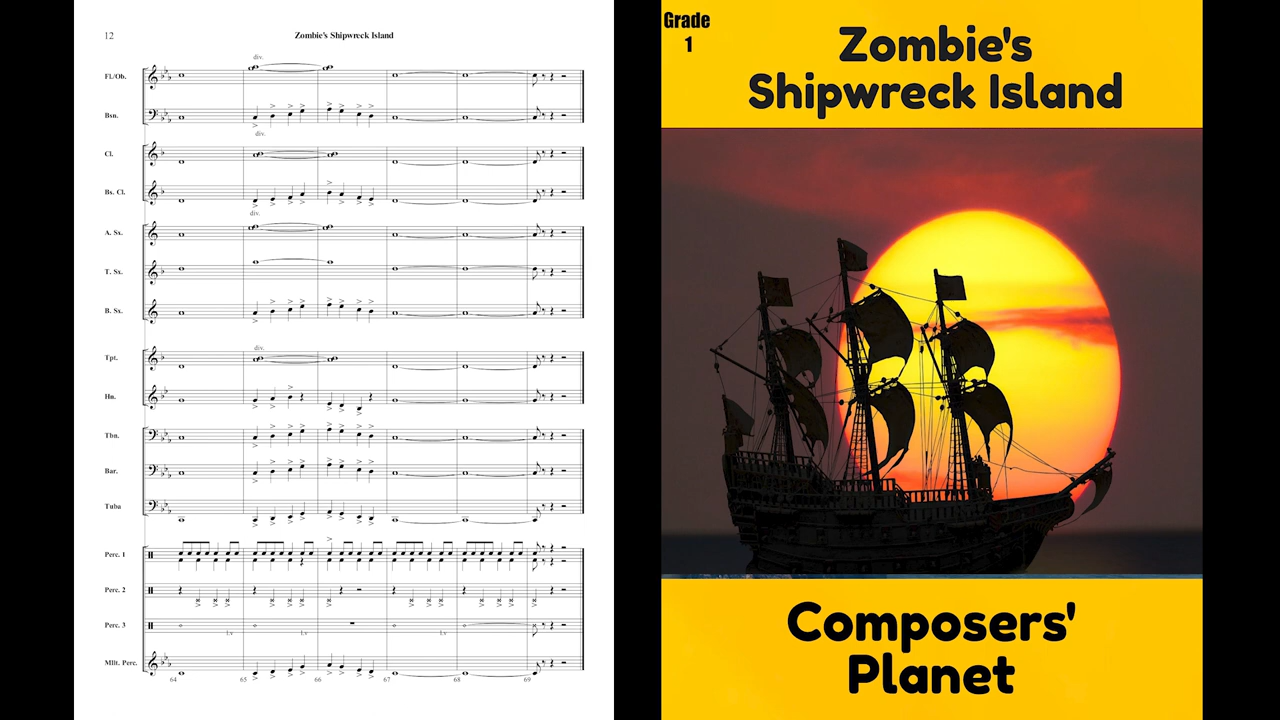 12
Zombie's Shipwreck Island
div.
Fl/Ob.
Bsn.
div.
Cl.
Bs. Cl.
div.
A. Sx.
T. Sx.
B. Sx.
div.
Tpt.
Hn.
Tbn.
Bar.
Tuba
Perc. 1
Perc. 2
Perc. 3
l.v l.v l.v
Mllt. Perc.
64 65 66 67 68 69
Grade
1
Zombie's
Shipwreck Island
Composers'
Planet